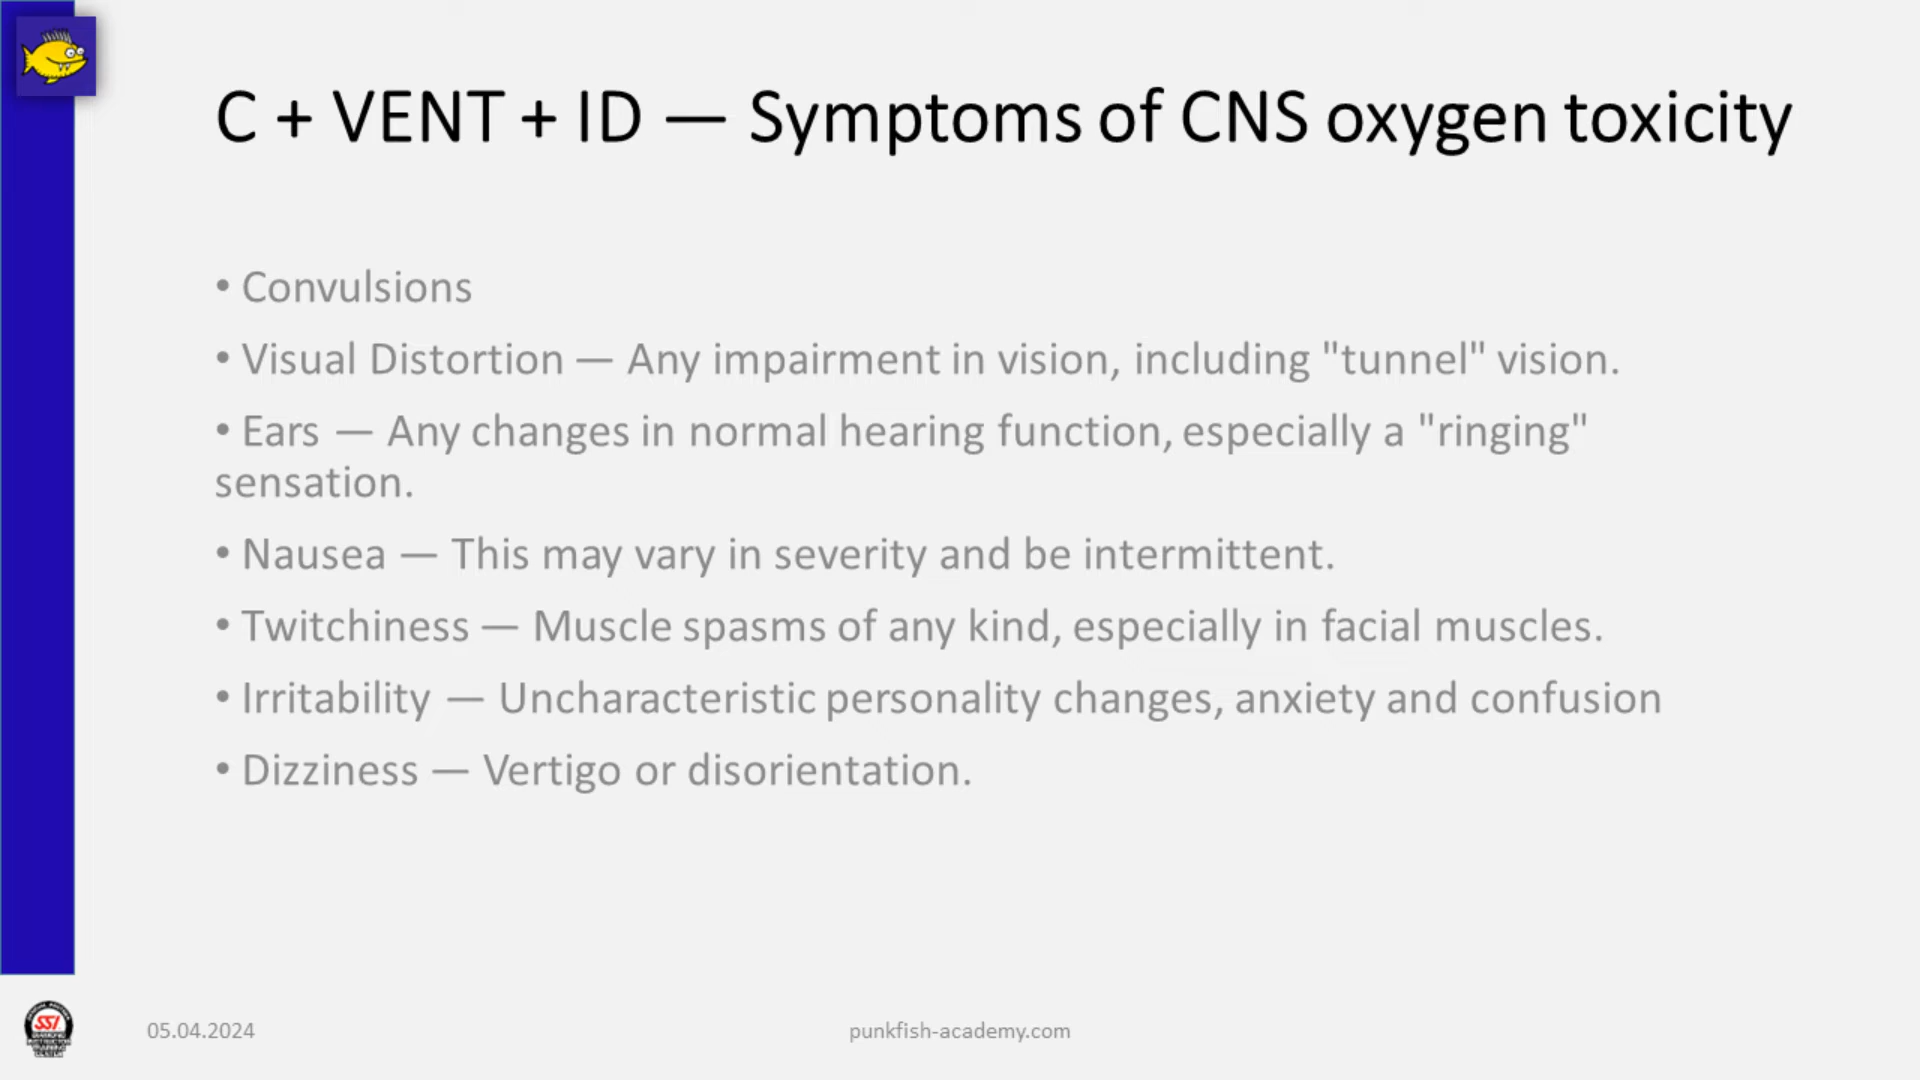 C + VENT + ID — Symptoms of CNS oxygen toxicity
• Convulsions
• Visual Distortion — Any impairment in vision, including "tunnel" vision.
• Ears — Any changes in normal hearing function, especially a "ringing"
sensation.
• Nausea — This may vary in severity and be intermittent.
• Twitchiness — Muscle spasms of any kind, especially in facial muscles.
• Irritability — Uncharacteristic personality changes, anxiety and confusion
• Dizziness — Vertigo or disorientation.
SSI
05.04.2024
punkfish-academy.com